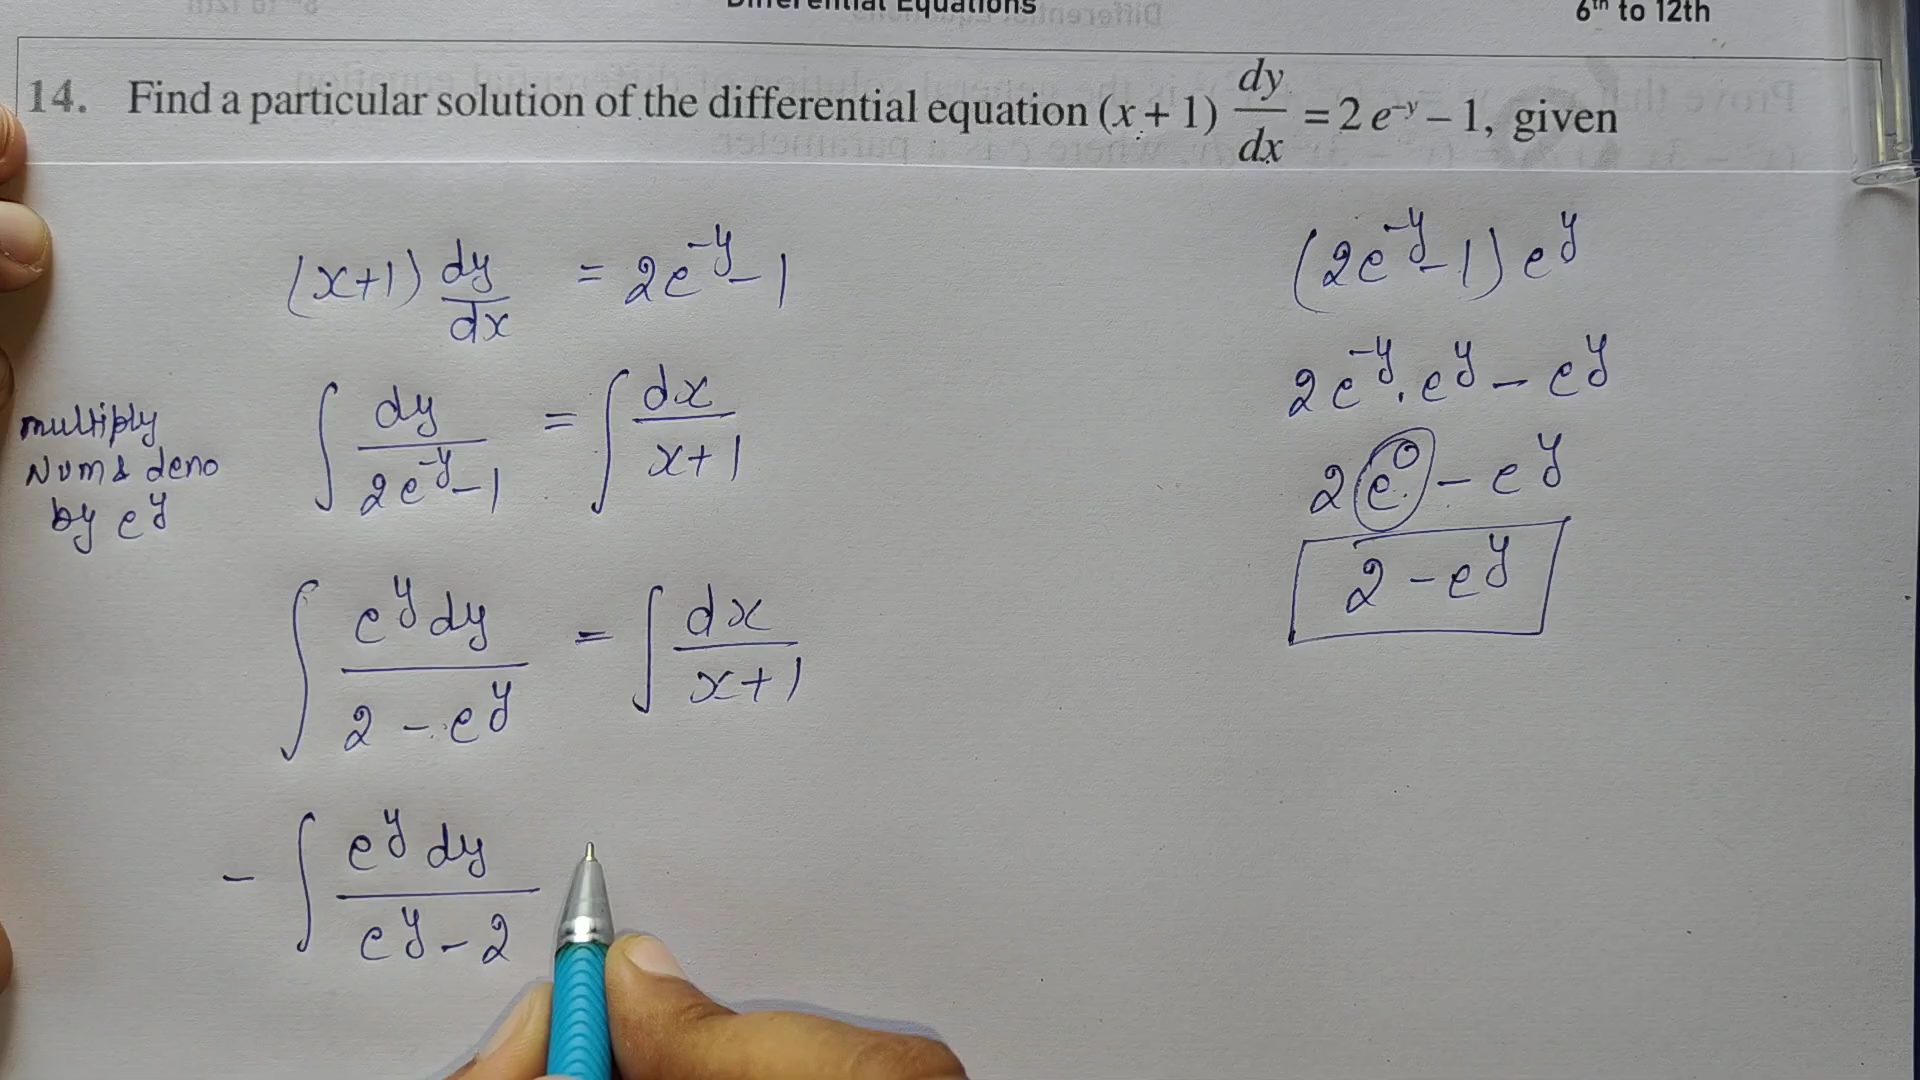 Differential Equations
6th to 12th
14. Find a particular solution of the differential equation (x + 1) dy/dx = 2 e^-y – 1, given
(x+1) dy/dx = 2e^-y - 1
∫ dy/(2e^-y - 1) = ∫ dx/(x+1)
multiply
Num & deno
by e^y
∫ e^y dy/(2 - e^y) = ∫ dx/(x+1)
- ∫ e^y dy/(e^y - 2)
(2e^-y - 1) e^y
2e^-y . e^y - e^y
2e^0 - e^y
2 - e^y